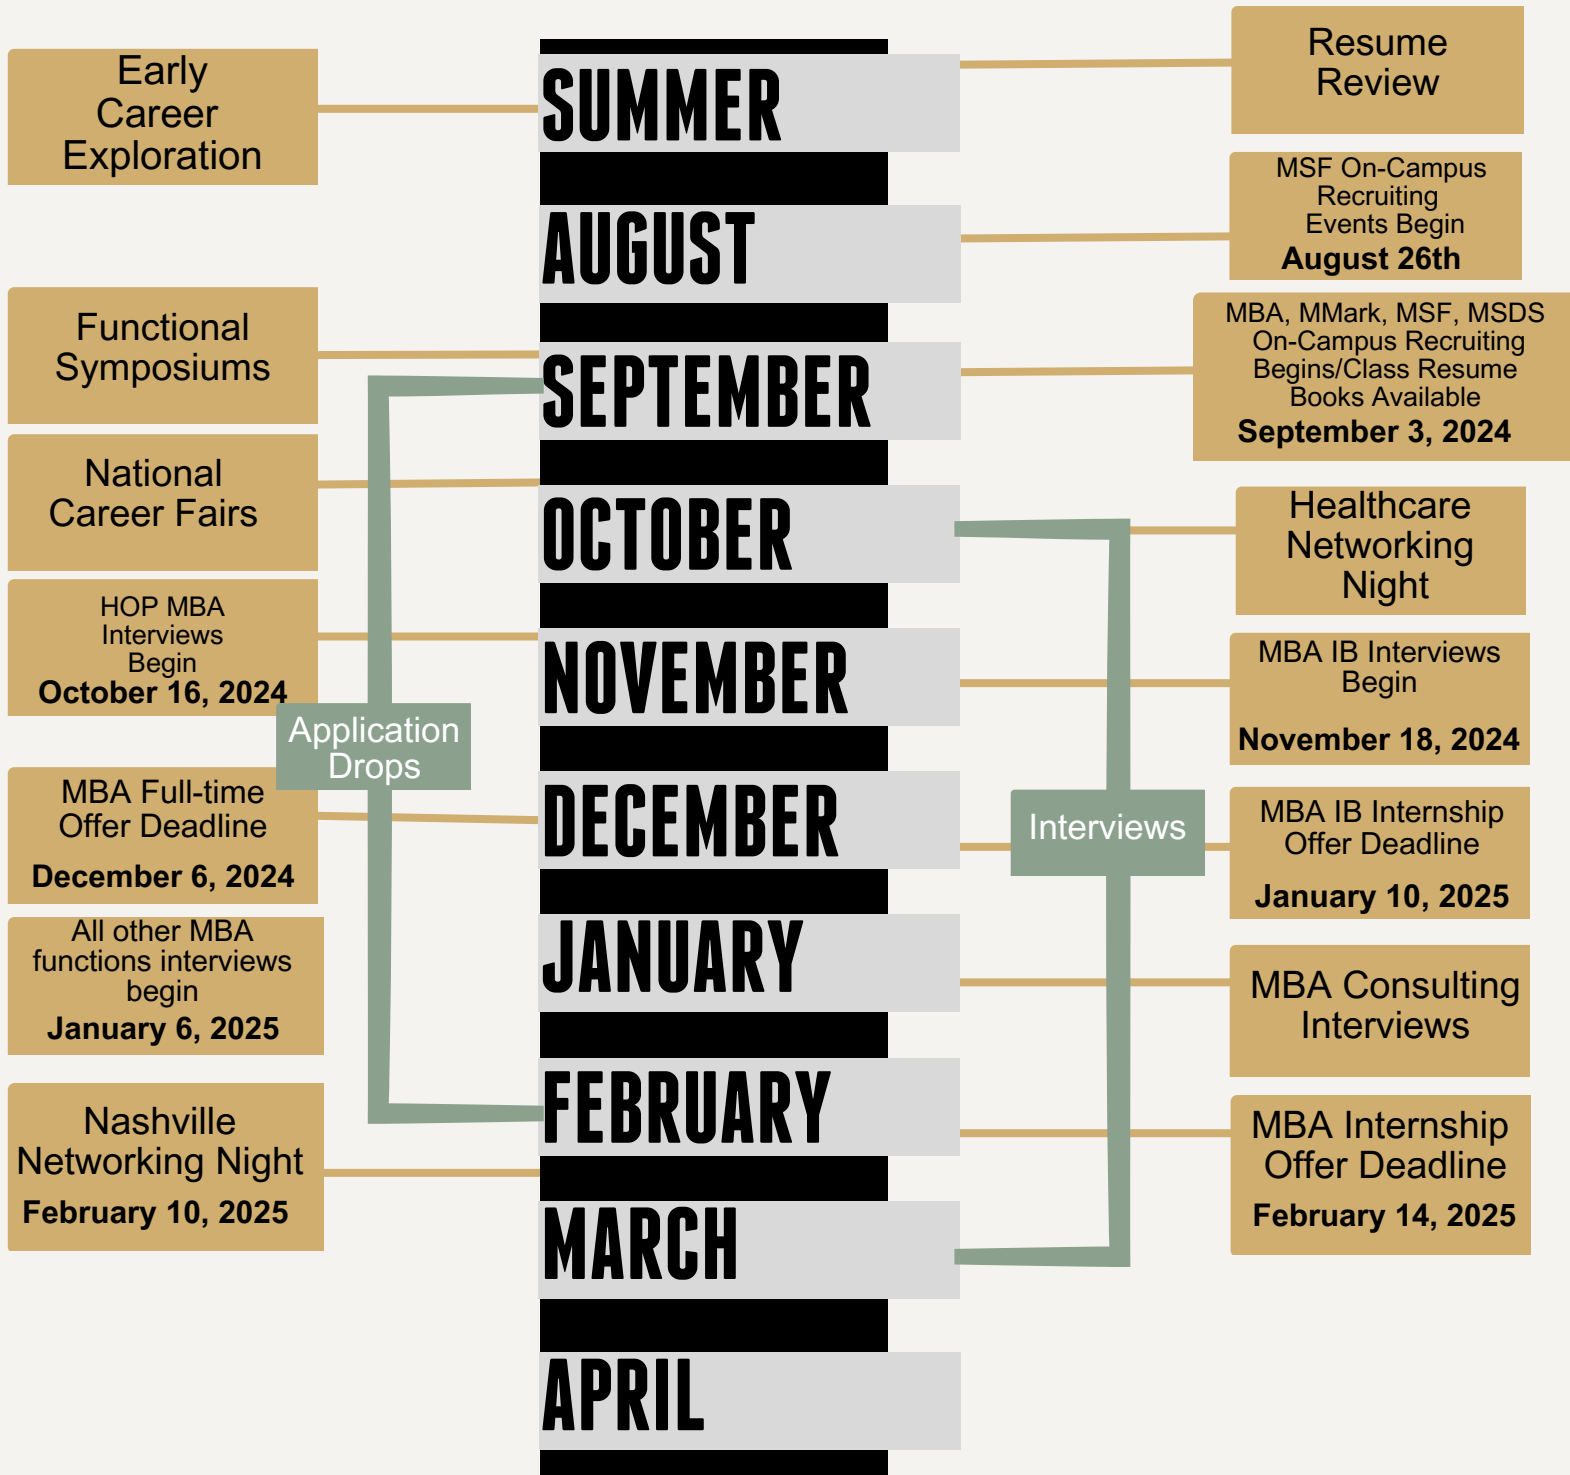 SUMMER
Early
Career
Exploration
Resume
Review
AUGUST
MSF On-Campus
Recruiting
Events Begin
August 26th
SEPTEMBER
Functional
Symposiums
MBA, MMark, MSF, MSDS
On-Campus Recruiting
Begins/Class Resume
Books Available
September 3, 2024
National
Career Fairs
OCTOBER
Healthcare
Networking
Night
HOP MBA
Interviews
Begin
October 16, 2024
NOVEMBER
MBA IB Interviews
Begin
November 18, 2024
Application
Drops
MBA Full-time
Offer Deadline
December 6, 2024
DECEMBER
Interviews
MBA IB Internship
Offer Deadline
January 10, 2025
All other MBA
functions interviews
begin
January 6, 2025
JANUARY
MBA Consulting
Interviews
FEBRUARY
Nashville
Networking Night
February 10, 2025
MBA Internship
Offer Deadline
February 14, 2025
MARCH
APRIL